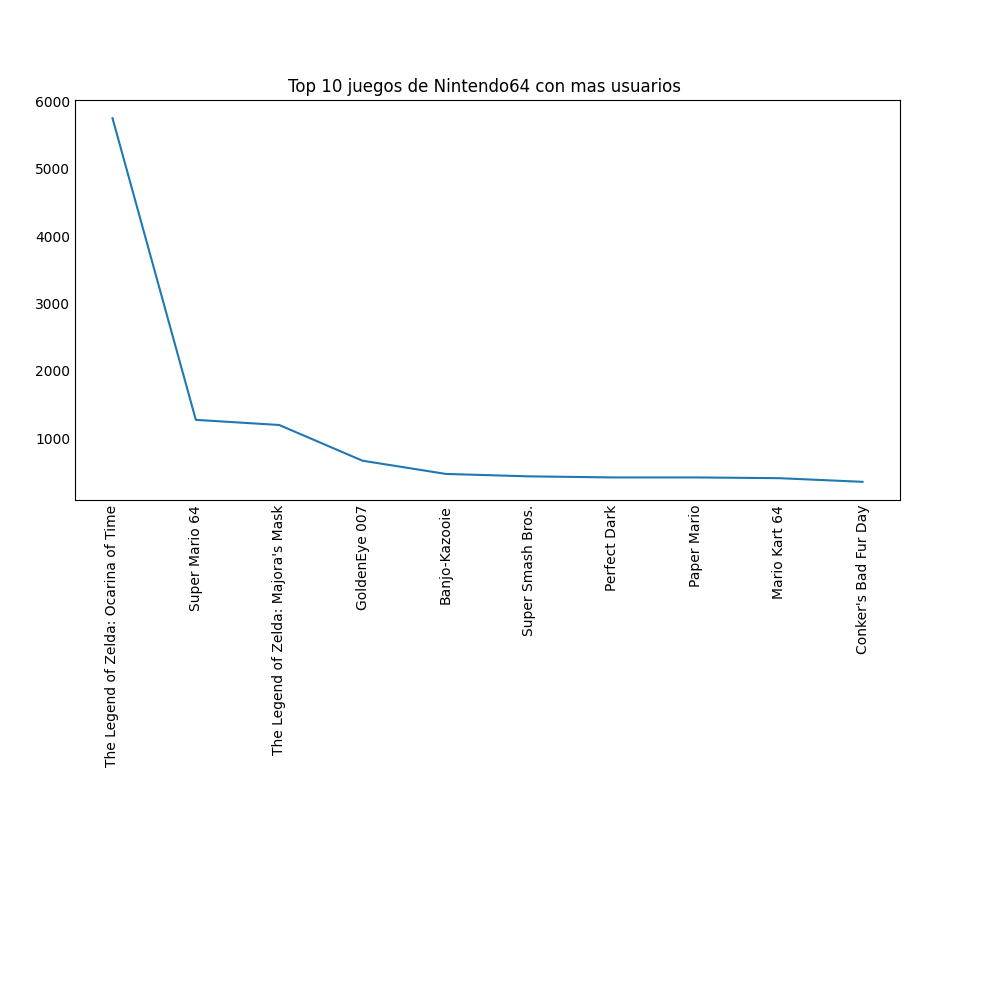 Top 10 juegos de Nintendo64 con mas usuarios
6000
5000
4000
3000
2000
1000
The Legend of Zelda: Ocarina of Time
Super Mario 64
The Legend of Zelda: Majora's Mask
GoldenEye 007
Banjo-Kazooie
Super Smash Bros.
Perfect Dark
Paper Mario
Mario Kart 64
Conker's Bad Fur Day